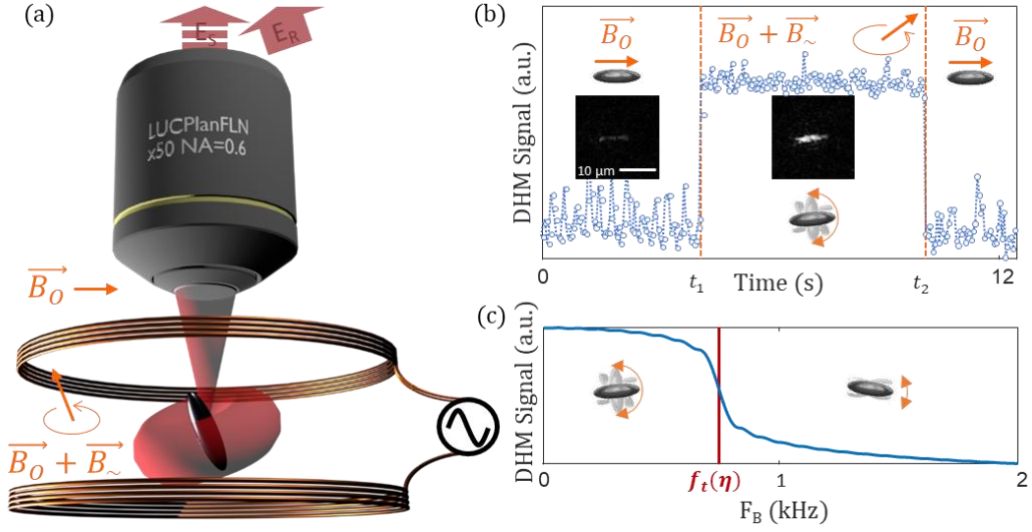 (a)
E_S
E_R
LUCPlanFLN
x50 NA=0.6
B_O
B_O + B_~
(b)
DHM Signal (a.u.)
B_O
B_O + B_~
B_O
10 µm
0
t_1
Time (s)
t_2
12
(c)
DHM Signal (a.u.)
0
f_t(η)
1
2
F_B (kHz)